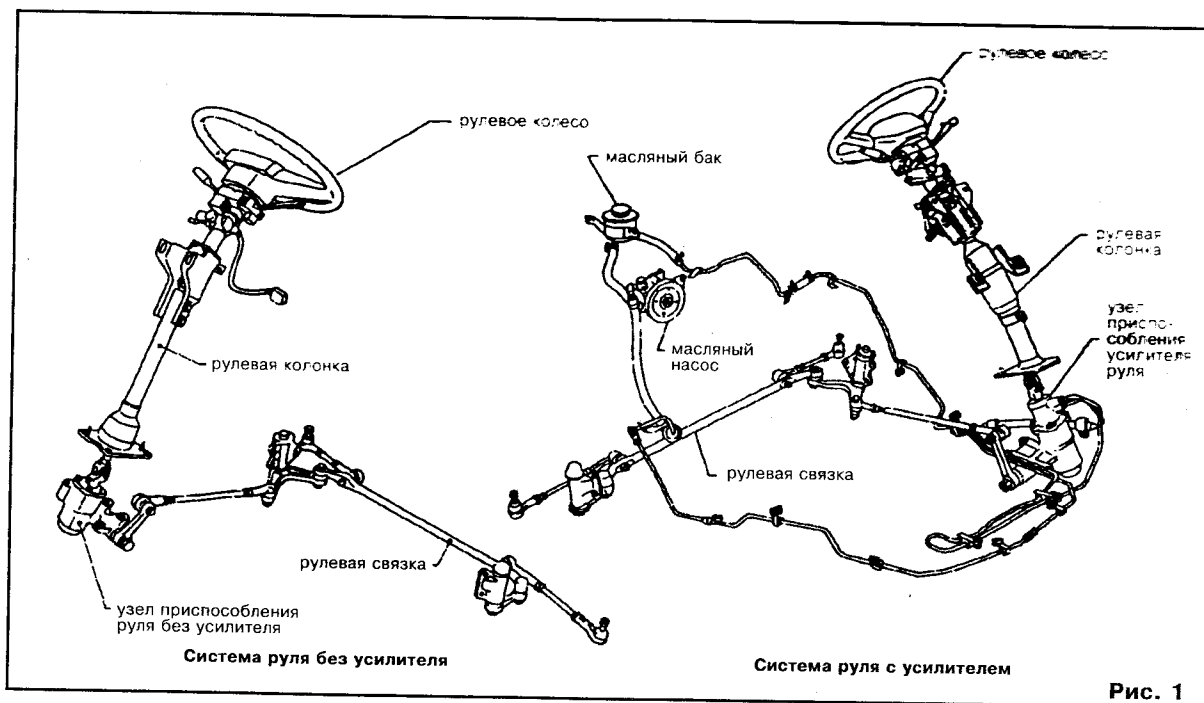 рулевое колесо
рулевая колонка
рулевая связка
узел приспособления
руля без усилителя
Система руля без усилителя
рулевое колесо
масляный бак
рулевая
колонка
узел
приспо-
собления
усилителя
руля
масляный
насос
рулевая связка
Система руля с усилителем
Рис. 1